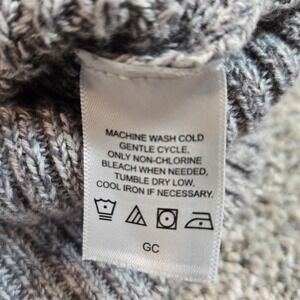 MACHINE WASH COLD
GENTLE CYCLE.
ONLY NON-CHLORINE
BLEACH WHEN NEEDED,
TUMBLE DRY LOW,
COOL IRON IF NECESSARY.
GC